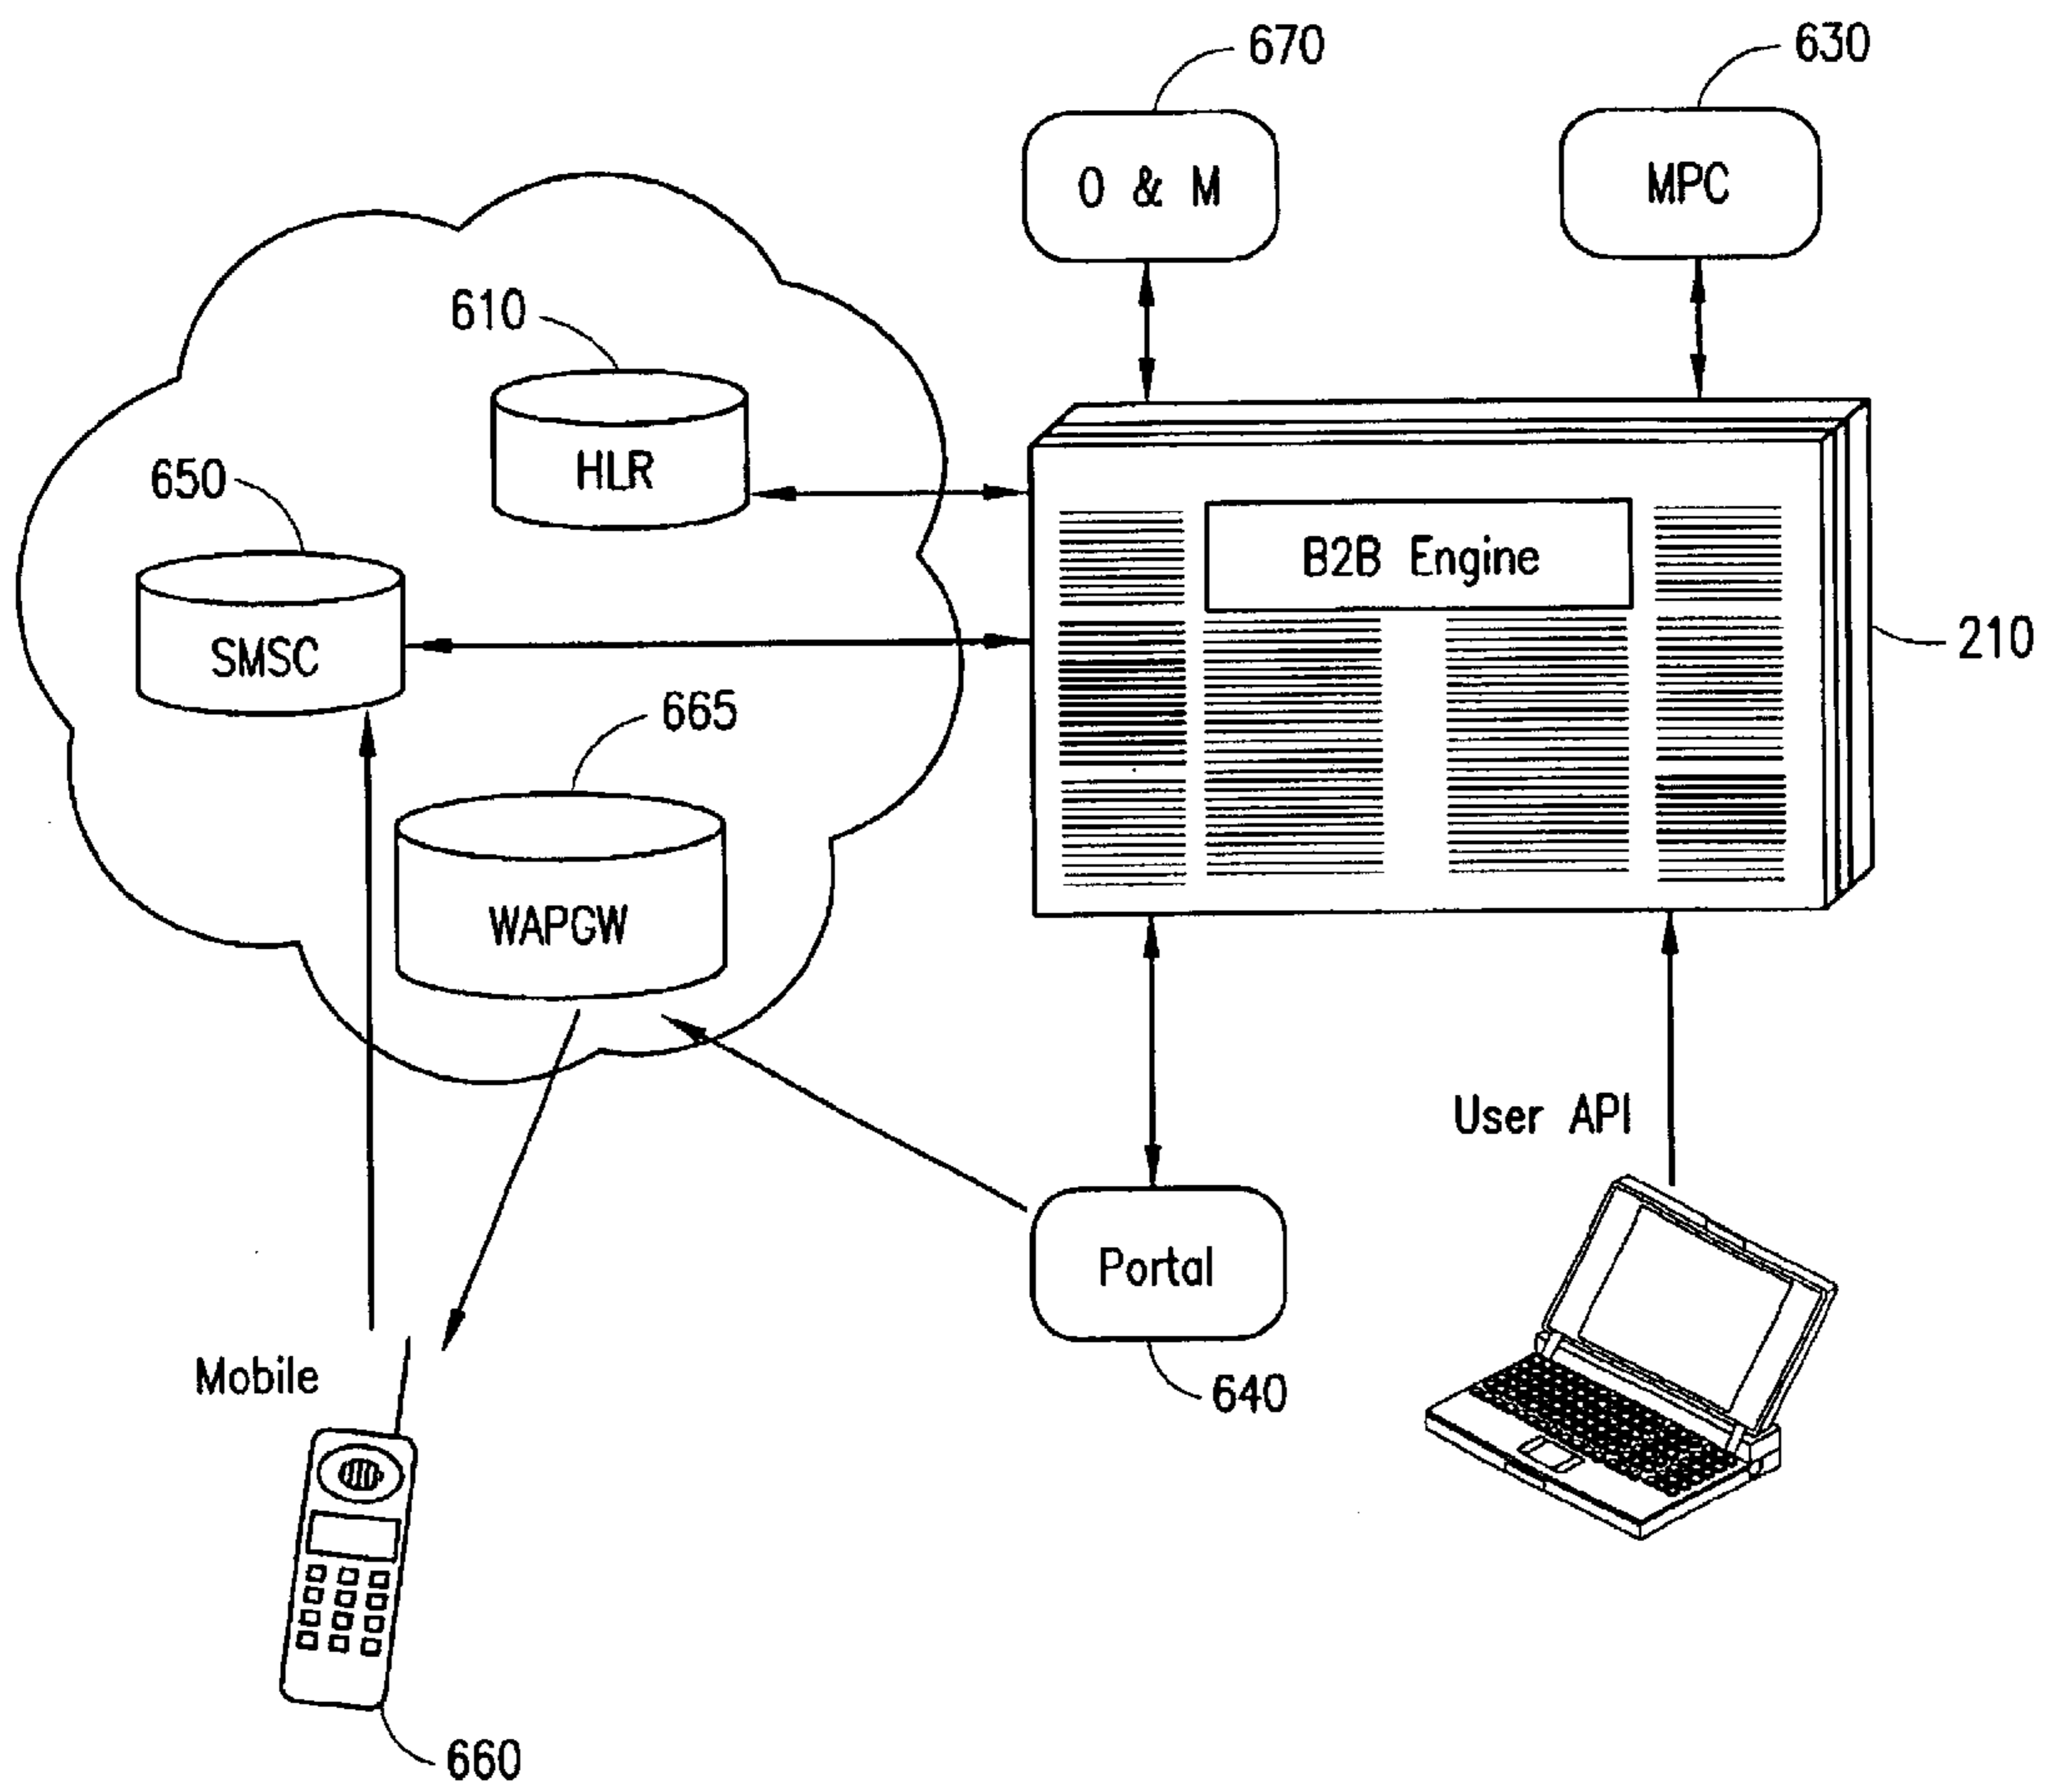 670
630
O & M
MPC
610
HLR
650
SMSC
B2B Engine
210
665
WAPGW
User API
Portal
640
Mobile
660